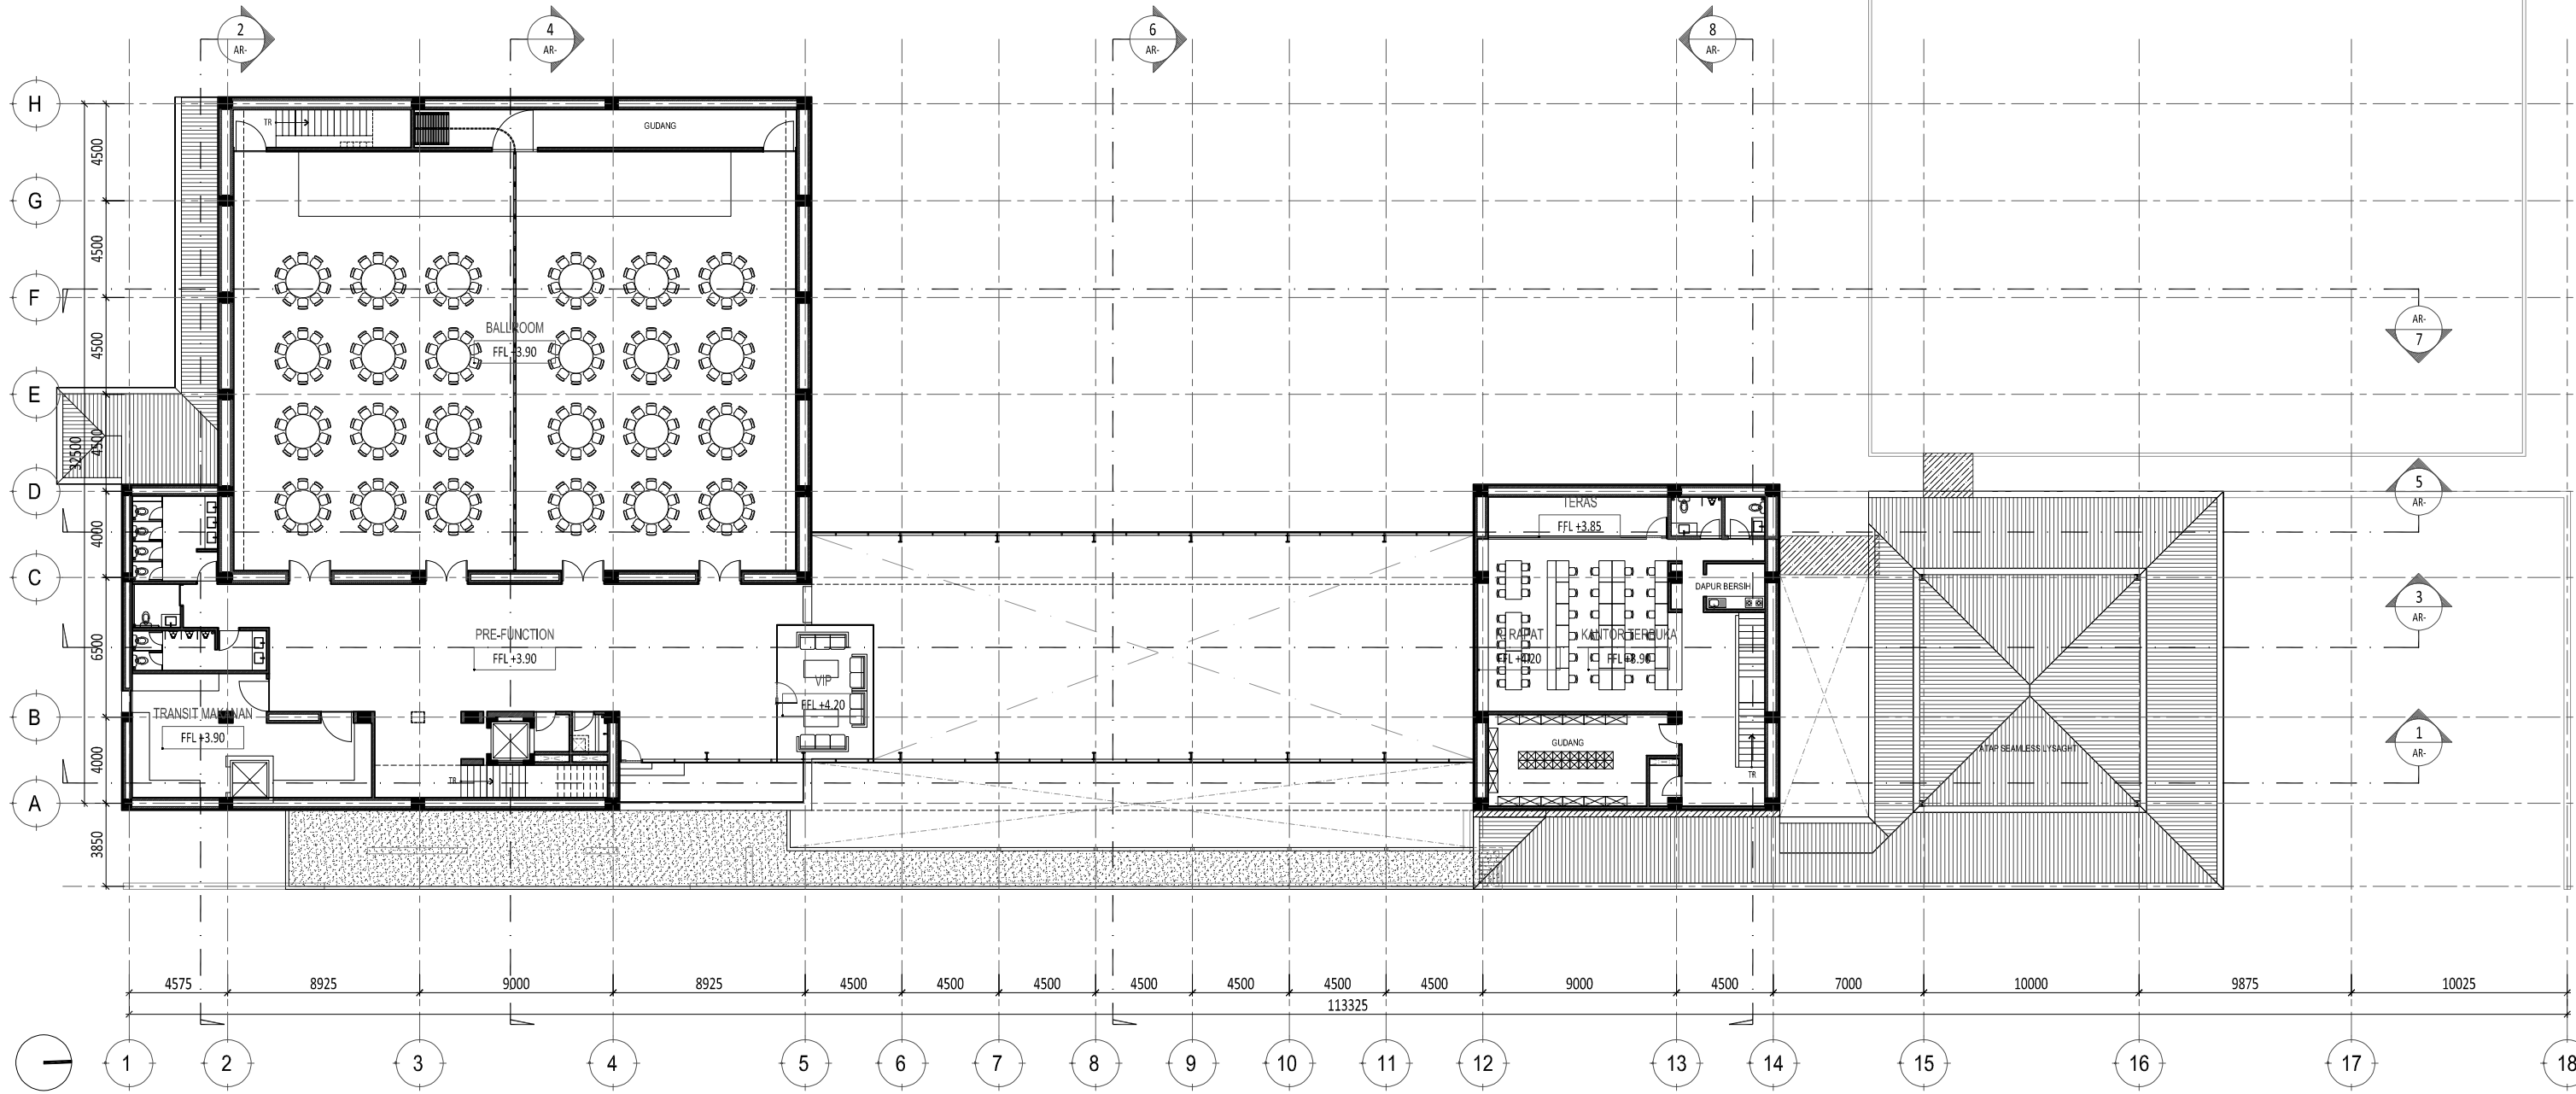 2
AR-
4
AR-
6
AR-
8
AR-
H
G
F
E
D
C
B
A
4500
4500
4500
4500
4000
6500
4000
3850
32500
TR
GUDANG
BALLROOM
FFL +3.90
PRE-FUNCTION
FFL +3.90
TRANSIT MAKANAN
FFL +3.90
TR
VIP
FFL +4.20
TERAS
FFL +3.85
DAPUR BERSIH
R. RAPAT
FFL +4.20
KANTOR TERBUKA
FFL +3.90
GUDANG
TR
ATAP SEAMLESS LYSAGHT
AR-
7
5
AR-
3
AR-
1
AR-
4575
8925
9000
8925
4500
4500
4500
4500
4500
4500
4500
9000
4500
7000
10000
9875
10025
113325
1
2
3
4
5
6
7
8
9
10
11
12
13
14
15
16
17
18